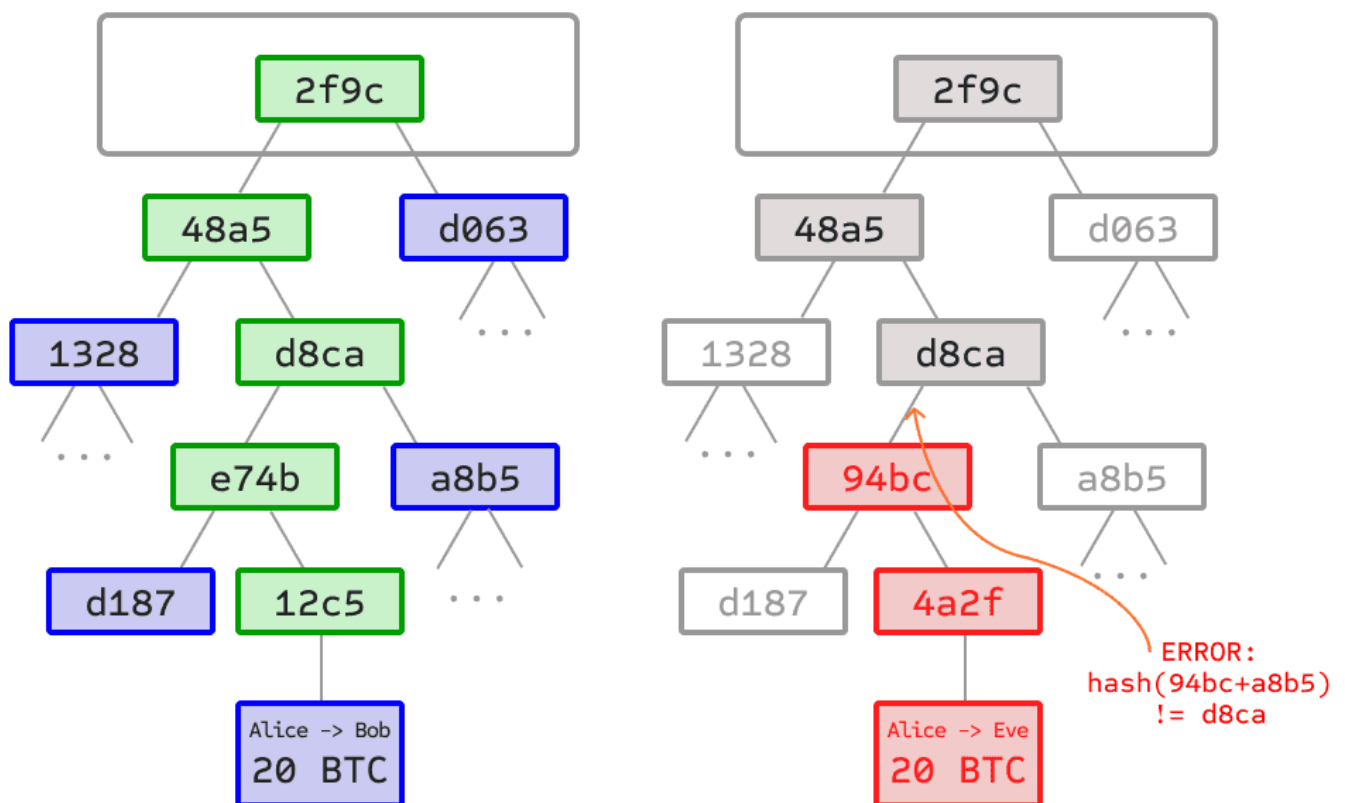 2f9c
2f9c
48a5
d063
48a5
d063
1328
d8ca
1328
d8ca
...
...
e74b
a8b5
94bc
a8b5
...
...
d187
12c5
d187
4a2f
...
...
Alice -> Bob
20 BTC
Alice -> Eve
20 BTC
ERROR:
hash(94bc+a8b5)
!= d8ca